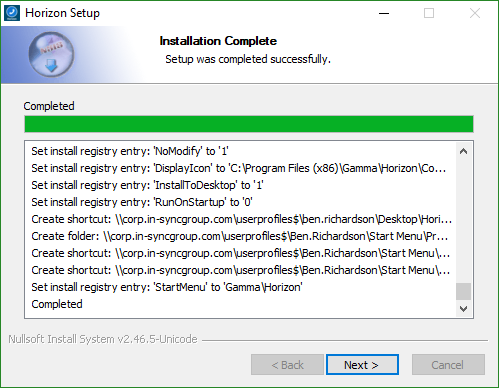 Horizon Setup
Installation Complete
Setup was completed successfully.
Completed
Set install registry entry: 'NoModify' to '1'
Set install registry entry: 'DisplayIcon' to 'C:\Program Files (x86)\Gamma\Horizon\Co...
Set install registry entry: 'InstallToDesktop' to '1'
Set install registry entry: 'RunOnStartup' to '0'
Create shortcut: \\corp.in-syncgroup.com\userprofiles$\ben.richardson\Desktop\Hori...
Create folder: \\corp.in-syncgroup.com\userprofiles$\Ben.Richardson\Start Menu\Pr...
Create shortcut: \\corp.in-syncgroup.com\userprofiles$\Ben.Richardson\Start Menu\...
Create shortcut: \\corp.in-syncgroup.com\userprofiles$\Ben.Richardson\Start Menu\...
Set install registry entry: 'StartMenu' to 'Gamma\Horizon'
Completed
Nullsoft Install System v2.46.5-Unicode
< Back Next > Cancel